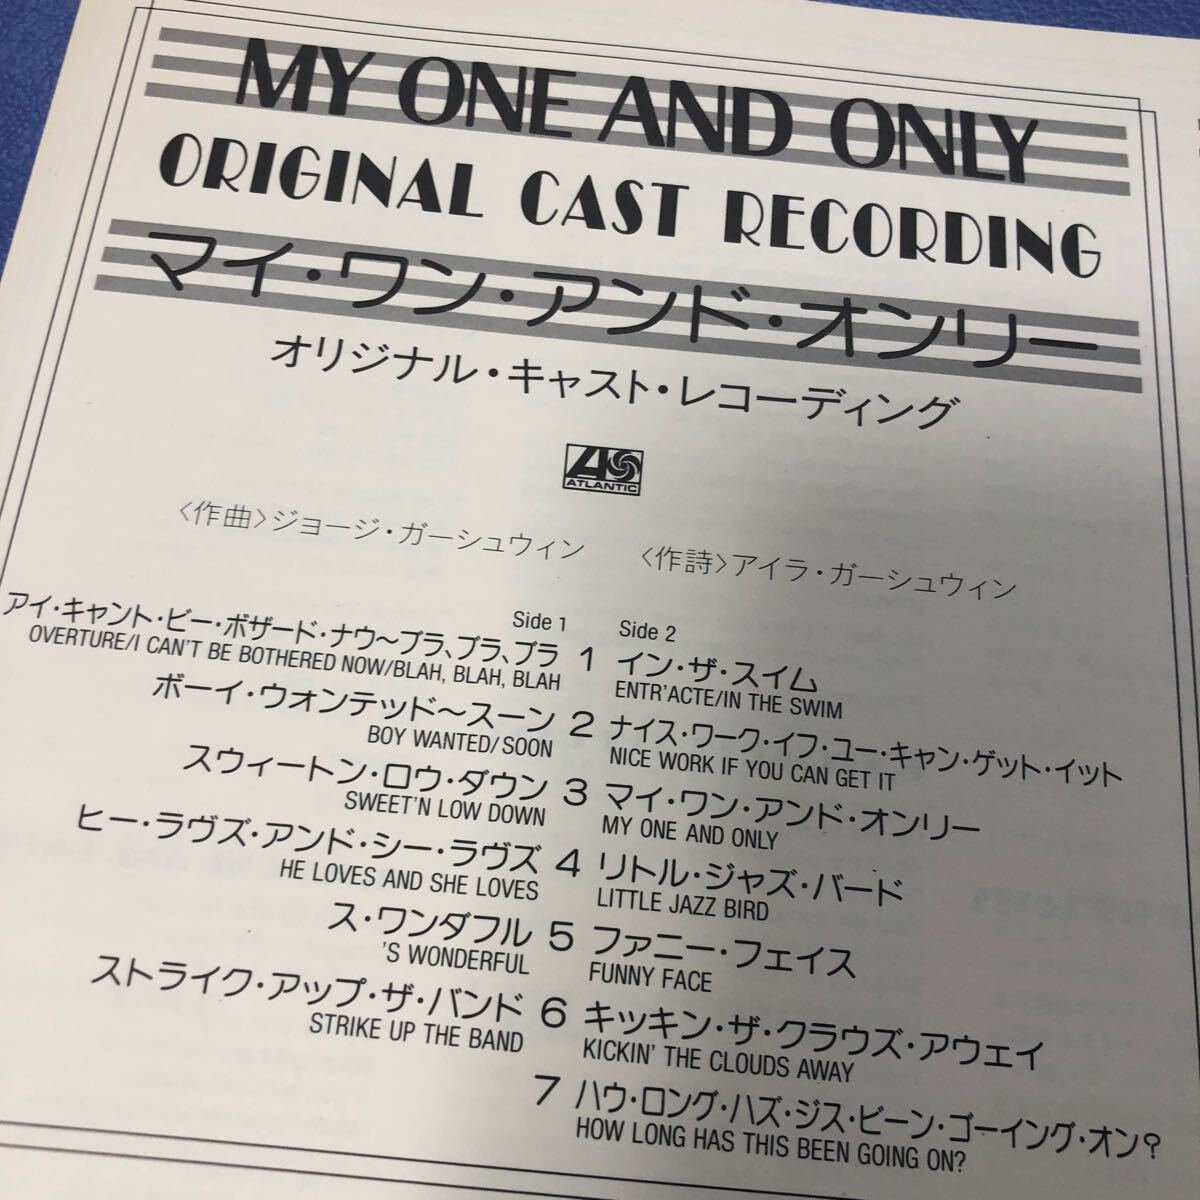 MY ONE AND ONLY
ORIGINAL CAST RECORDING
マイ・ワン・アンド・オンリー
オリジナル・キャスト・レコーディング
ATLANTIC
〈作曲〉ジョージ・ガーシュウィン 〈作詩〉アイラ・ガーシュウィン
Side 1
アイ・キャント・ビー・ボザード・ナウ〜ブラ、ブラ、ブラ 1
OVERTURE/I CAN'T BE BOTHERED NOW/BLAH, BLAH, BLAH
ボーイ・ウオンテッド〜スーン 2
BOY WANTED/SOON
スウィートン・ロウ・ダウン 3
SWEET'N LOW DOWN
ヒー・ラヴズ・アンド・シー・ラヴズ 4
HE LOVES AND SHE LOVES
ス・ワンダフル 5
'S WONDERFUL
ストライク・アップ・ザ・バンド 6
STRIKE UP THE BAND
7
Side 2
イン・ザ・スイム
ENTR'ACTE/IN THE SWIM
ナイス・ワーク・イフ・ユー・キャン・ゲット・イット
NICE WORK IF YOU CAN GET IT
マイ・ワン・アンド・オンリー
MY ONE AND ONLY
リトル・ジャズ・バード
LITTLE JAZZ BIRD
ファニー・フェイス
FUNNY FACE
キッキン・ザ・クラウズ・アウェイ
KICKIN' THE CLOUDS AWAY
ハウ・ロング・ハズ・ジス・ビーン・ゴーイング・オン?
HOW LONG HAS THIS BEEN GOING ON?